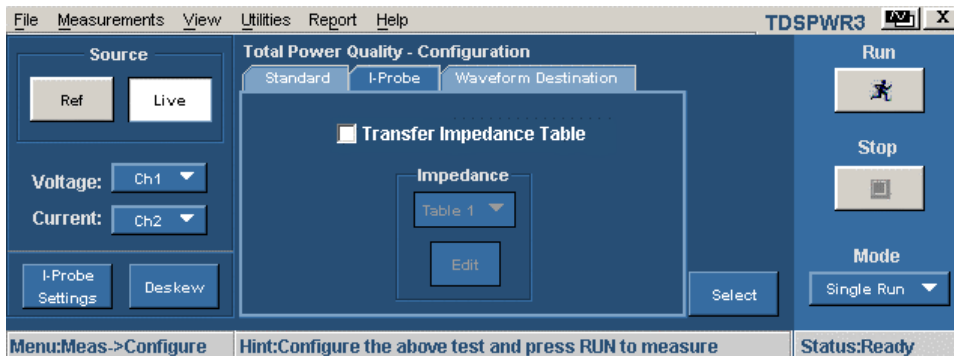 File Measurements View Utilities Report Help TDSPWR3 X
Source
Ref Live
Voltage: Ch1
Current: Ch2
I-Probe Settings
Deskew
Total Power Quality - Configuration
Standard I-Probe Waveform Destination
Transfer Impedance Table
Impedance
Table 1
Edit
Select
Run
Stop
Mode
Single Run
Menu:Meas->Configure Hint:Configure the above test and press RUN to measure Status:Ready